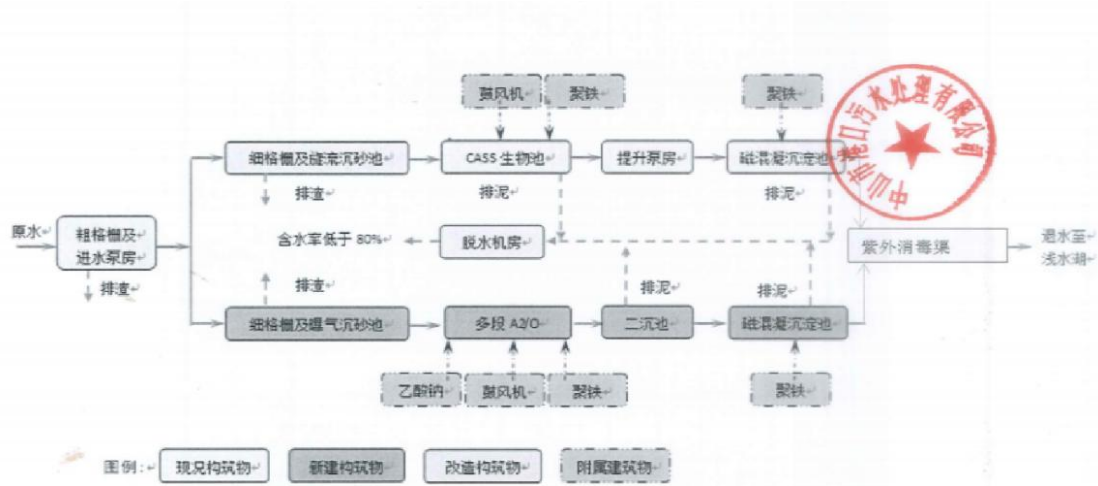 鼓风机
聚铁
聚铁
细格栅及旋流沉砂池
CASS 生物池
提升泵房
磁混凝沉淀池
排渣
排泥
排泥
原水
粗格栅及
进水泵房
含水率低于 80%
脱水机房
紫外消毒渠
退水至
浅水湖
排渣
排渣
排泥
排泥
细格栅及曝气沉砂池
多段 A2/O
二沉池
磁混凝沉淀池
乙酸钠
鼓风机
聚铁
聚铁
图例：
现况构筑物
新建构筑物
改造构筑物
附属建筑物